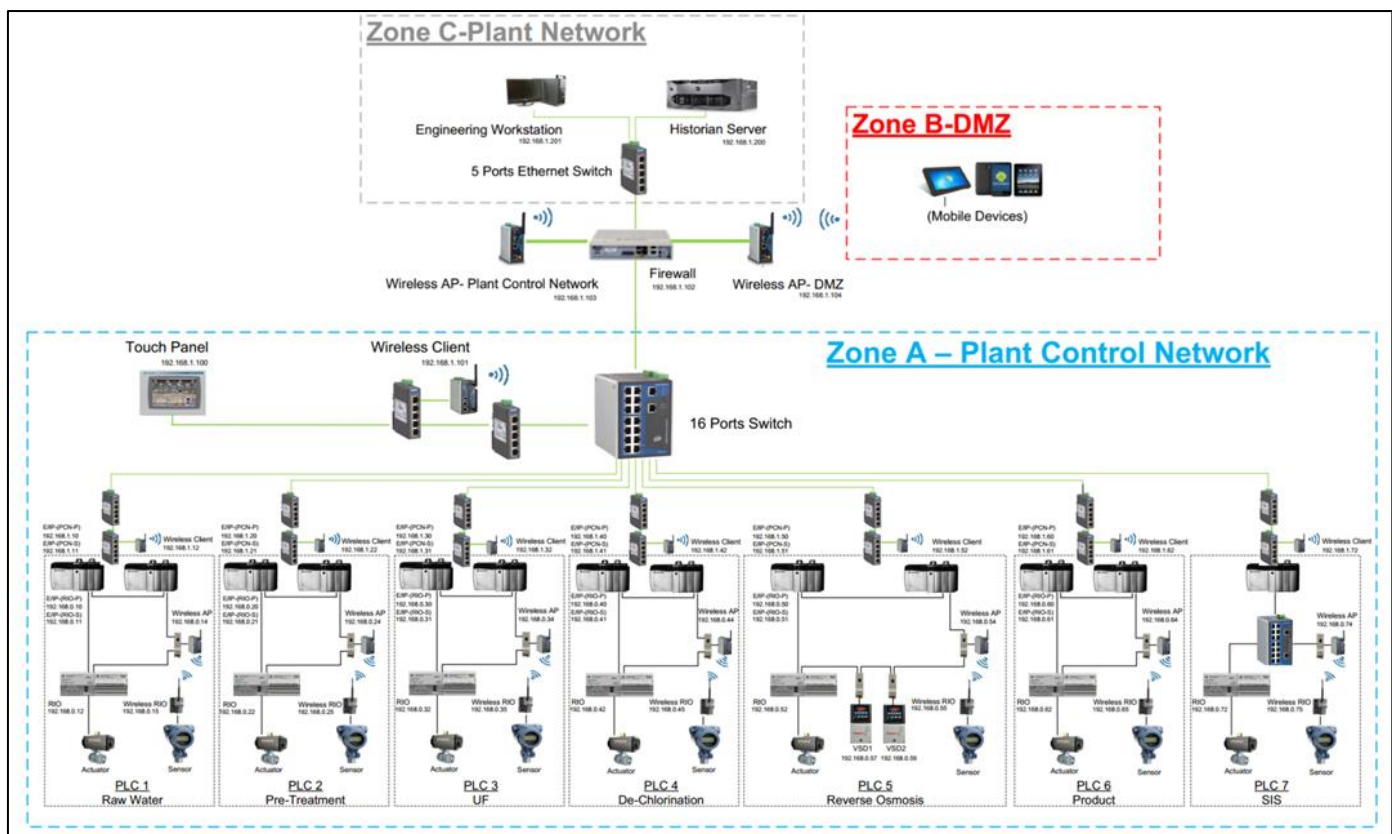 Zone C-Plant Network
Engineering Workstation
192.168.1.201
Historian Server
192.168.1.200
5 Ports Ethernet Switch
Zone B-DMZ
(Mobile Devices)
Wireless AP- Plant Control Network
192.168.1.103
Firewall
192.168.1.102
Wireless AP- DMZ
192.168.1.104
Zone A – Plant Control Network
Touch Panel
192.168.1.100
Wireless Client
192.168.1.101
16 Ports Switch
E/IP-(PCN-P)
192.168.1.10
E/IP-(PCN-S)
192.168.1.11
Wireless Client
192.168.1.12
E/IP-(RIO-P)
192.168.0.10
E/IP-(RIO-S)
192.168.0.11
Wireless AP
192.168.0.14
RIO
192.168.0.12
Wireless RIO
192.168.0.15
Actuator
Sensor
PLC 1
Raw Water
E/IP-(PCN-P)
192.168.1.20
E/IP-(PCN-S)
192.168.1.21
Wireless Client
192.168.1.22
E/IP-(RIO-P)
192.168.0.20
E/IP-(RIO-S)
192.168.0.21
Wireless AP
192.168.0.24
RIO
192.168.0.22
Wireless RIO
192.168.0.25
Actuator
Sensor
PLC 2
Pre-Treatment
E/IP-(PCN-P)
192.168.1.30
E/IP-(PCN-S)
192.168.1.31
Wireless Client
192.168.1.32
E/IP-(RIO-P)
192.168.0.30
E/IP-(RIO-S)
192.168.0.31
Wireless AP
192.168.0.34
RIO
192.168.0.32
Wireless RIO
192.168.0.35
Actuator
Sensor
PLC 3
UF
E/IP-(PCN-P)
192.168.1.40
E/IP-(PCN-S)
192.168.1.41
Wireless Client
192.168.1.42
E/IP-(RIO-P)
192.168.0.40
E/IP-(RIO-S)
192.168.0.41
Wireless AP
192.168.0.44
RIO
192.168.0.42
Wireless RIO
192.168.0.45
Actuator
Sensor
PLC 4
De-Chlorination
E/IP-(PCN-P)
192.168.1.50
E/IP-(PCN-S)
192.168.1.51
Wireless Client
192.168.1.52
E/IP-(RIO-P)
192.168.0.50
E/IP-(RIO-S)
192.168.0.51
Wireless AP
192.168.0.54
RIO
192.168.0.52
VSD1
192.168.0.57
VSD2
Wireless RIO
192.168.0.55
Actuator
Sensor
PLC 5
Reverse Osmosis
E/IP-(PCN-P)
192.168.1.60
E/IP-(PCN-S)
192.168.1.61
Wireless Client
192.168.1.62
E/IP-(RIO-P)
192.168.0.60
E/IP-(RIO-S)
192.168.0.61
Wireless AP
192.168.0.64
RIO
192.168.0.62
Wireless RIO
192.168.0.65
Actuator
Sensor
PLC 6
Product
Wireless Client
192.168.1.72
Wireless AP
192.168.0.74
RIO
192.168.0.72
Wireless RIO
192.168.0.75
Actuator
Sensor
PLC 7
SIS